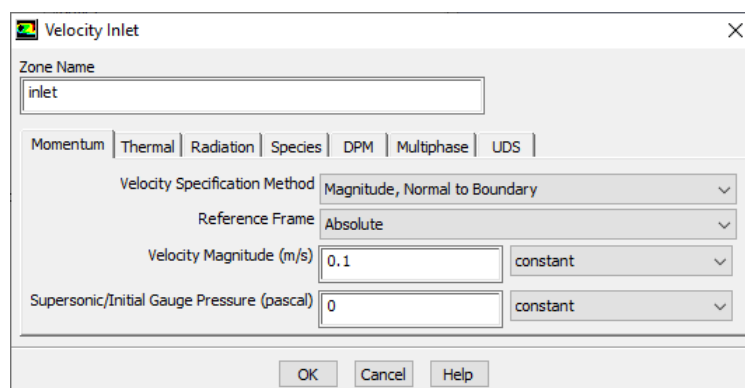 Velocity Inlet
Zone Name
inlet
Momentum Thermal Radiation Species DPM Multiphase UDS
Velocity Specification Method Magnitude, Normal to Boundary
Reference Frame Absolute
Velocity Magnitude (m/s) 0.1 constant
Supersonic/Initial Gauge Pressure (pascal) 0 constant
OK Cancel Help